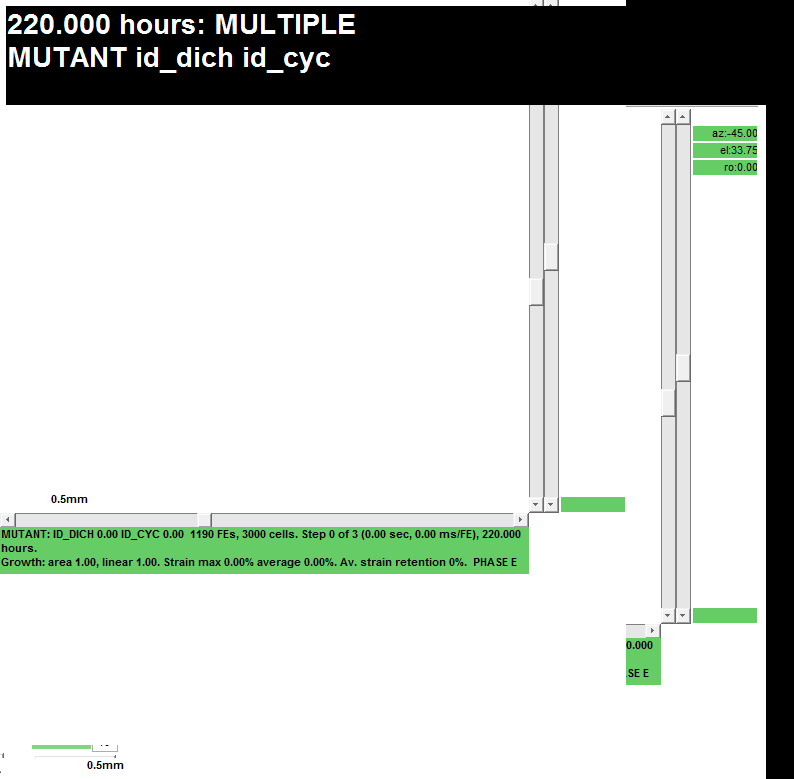 220.000 hours: MULTIPLE
MUTANT id_dich id_cyc
az:-45.00
el:33.75
ro:0.00
0.5mm
MUTANT: ID_DICH 0.00 ID_CYC 0.00 1190 FEs, 3000 cells. Step 0 of 3 (0.00 sec, 0.00 ms/FE), 220.000
hours.
Growth: area 1.00, linear 1.00. Strain max 0.00% average 0.00%. Av. strain retention 0%. PHASE E
0.000
SE E
0.5mm